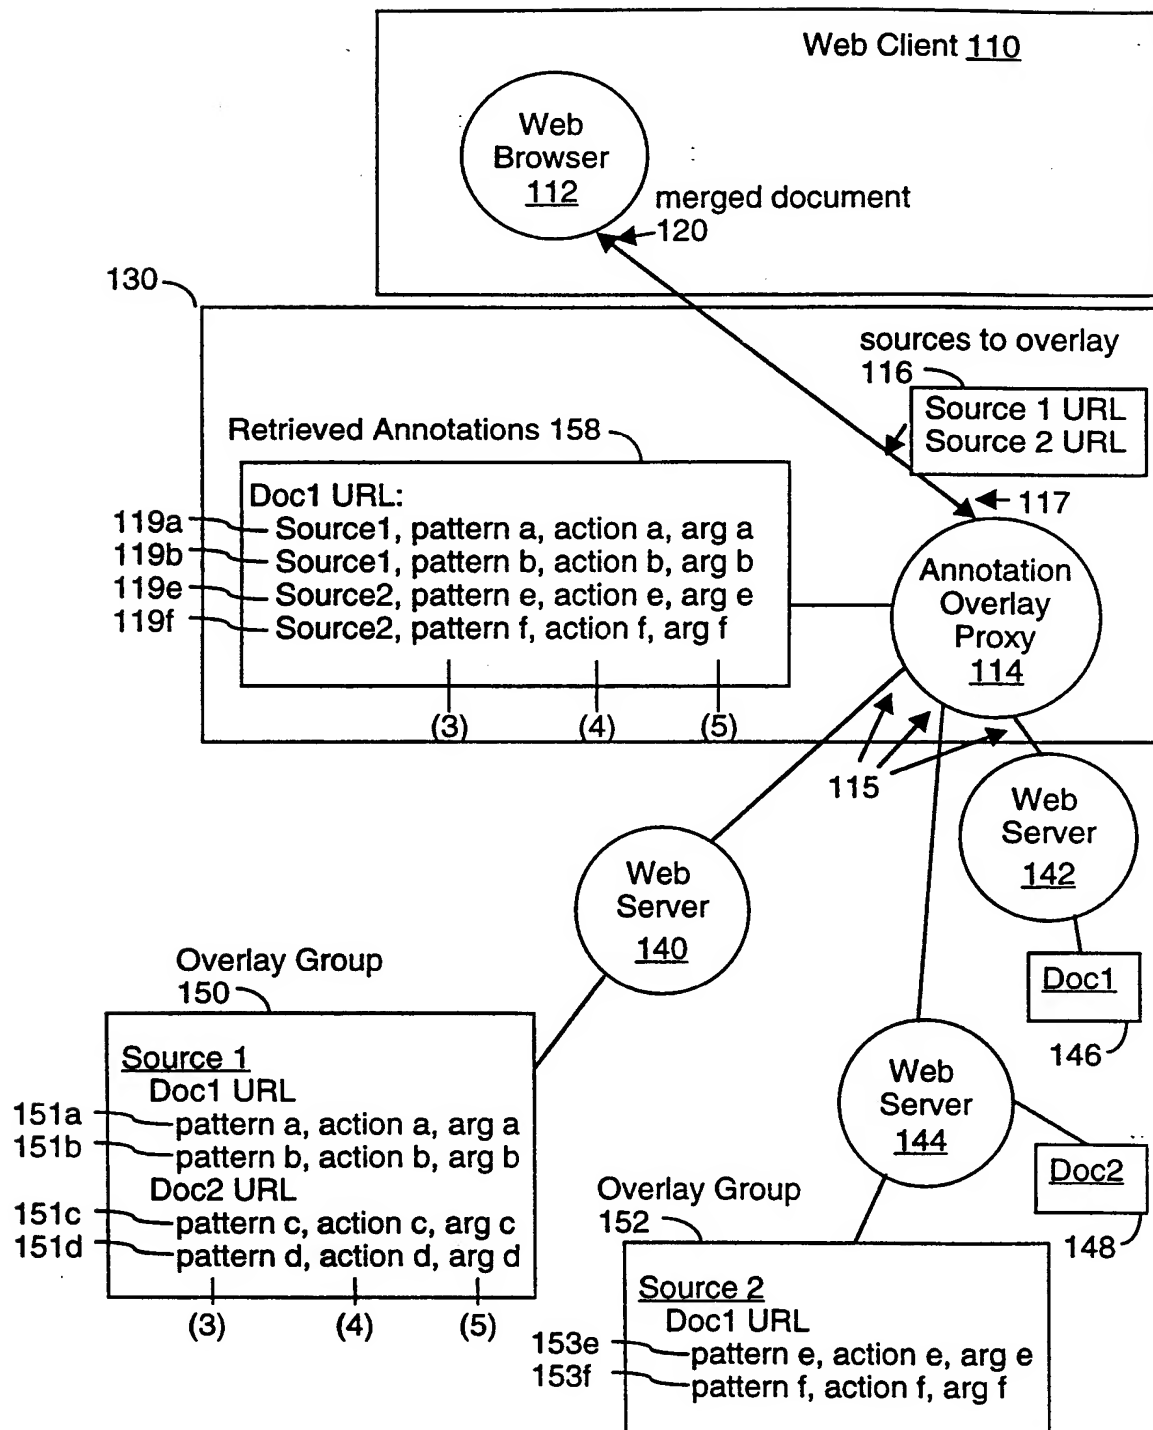 Web Client 110
Web
Browser
112
merged document
120
130
sources to overlay
116
Source 1 URL
Source 2 URL
117
Retrieved Annotations 158
Doc1 URL:
119a
Source1, pattern a, action a, arg a
119b
Source1, pattern b, action b, arg b
119e
Source2, pattern e, action e, arg e
119f
Source2, pattern f, action f, arg f
(3) (4) (5)
Annotation
Overlay
Proxy
114
115
Web
Server
142
Web
Server
140
Doc1
146
Overlay Group
150
Source 1
Doc1 URL
151a
pattern a, action a, arg a
151b
pattern b, action b, arg b
Doc2 URL
151c
pattern c, action c, arg c
151d
pattern d, action d, arg d
(3) (4) (5)
Web
Server
144
Doc2
148
Overlay Group
152
Source 2
Doc1 URL
153e
pattern e, action e, arg e
153f
pattern f, action f, arg f